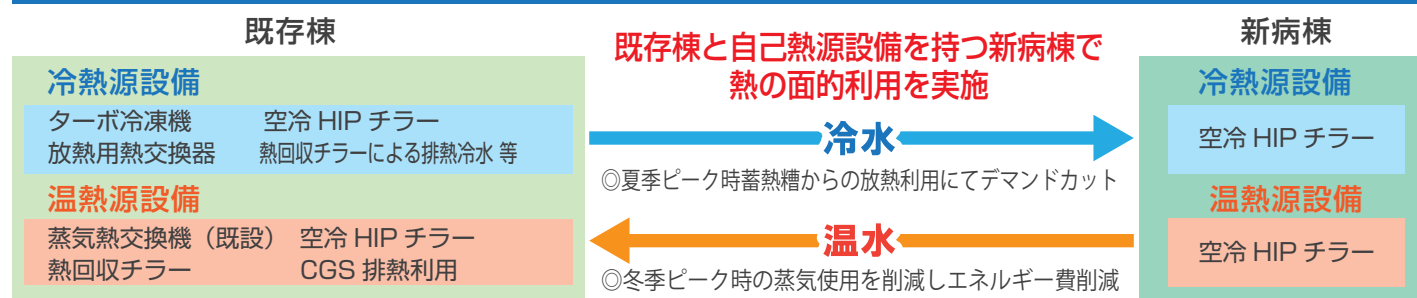 既存棟
冷熱源設備
ターボ冷凍機 空冷 HIP チラー
放熱用熱交換器 熱回収チラーによる排熱冷水 等
温熱源設備
蒸気熱交換機（既設） 空冷 HIP チラー
熱回収チラー CGS 排熱利用
既存棟と自己熱源設備を持つ新病棟で
熱の面的利用を実施
冷水
◎夏季ピーク時蓄熱槽からの放熱利用にてデマンドカット
温水
◎冬季ピーク時の蒸気使用を削減しエネルギー費削減
新病棟
冷熱源設備
空冷 HIP チラー
温熱源設備
空冷 HIP チラー